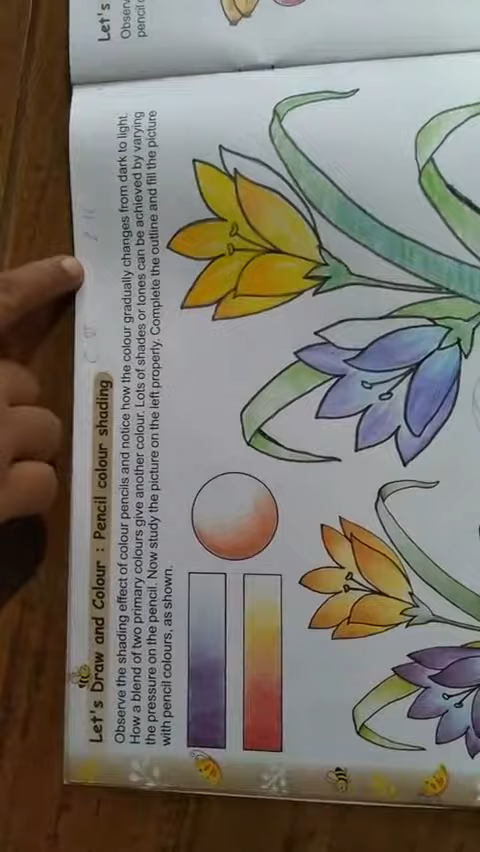 Let's Draw and Colour : Pencil colour shading
Observe the shading effect of colour pencils and notice how the colour gradually changes from dark to light.
How a blend of two primary colours give another colour. Lots of shades or tones can be achieved by varying
the pressure on the pencil. Now study the picture on the left properly. Complete the outline and fill the picture
with pencil colours, as shown.
Let's
pencil